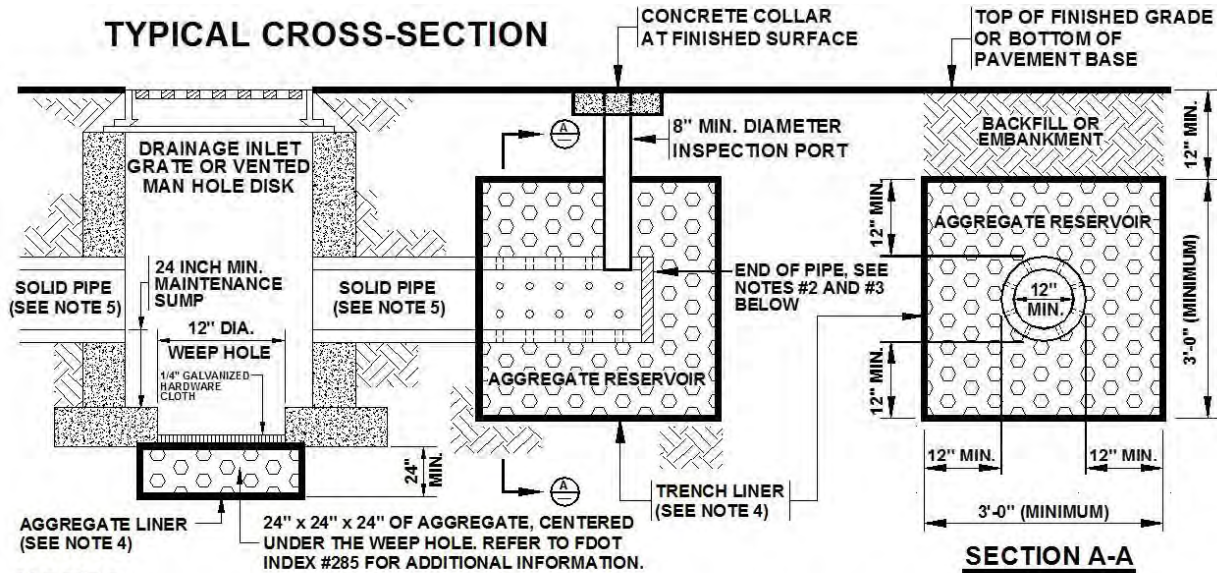 TYPICAL CROSS-SECTION
CONCRETE COLLAR
AT FINISHED SURFACE
TOP OF FINISHED GRADE
OR BOTTOM OF
PAVEMENT BASE
DRAINAGE INLET
GRATE OR VENTED
MAN HOLE DISK
A
8" MIN. DIAMETER
INSPECTION PORT
BACKFILL OR
EMBANKMENT
12" MIN.
SOLID PIPE
(SEE NOTE 5)
24 INCH MIN.
MAINTENANCE
SUMP
12" DIA.
WEEP HOLE
1/4" GALVANIZED
HARDWARE
CLOTH
SOLID PIPE
(SEE NOTE 5)
END OF PIPE, SEE
NOTES #2 AND #3
BELOW
AGGREGATE RESERVOIR
12" MIN.
AGGREGATE RESERVOIR
12"
MIN.
12" MIN.
3'-0" (MINIMUM)
24"
MIN.
A
12" MIN.
12" MIN.
3'-0" (MINIMUM)
AGGREGATE LINER
(SEE NOTE 4)
24" x 24" x 24" OF AGGREGATE, CENTERED
UNDER THE WEEP HOLE. REFER TO FDOT
INDEX #285 FOR ADDITIONAL INFORMATION.
TRENCH LINER
(SEE NOTE 4)
SECTION A-A